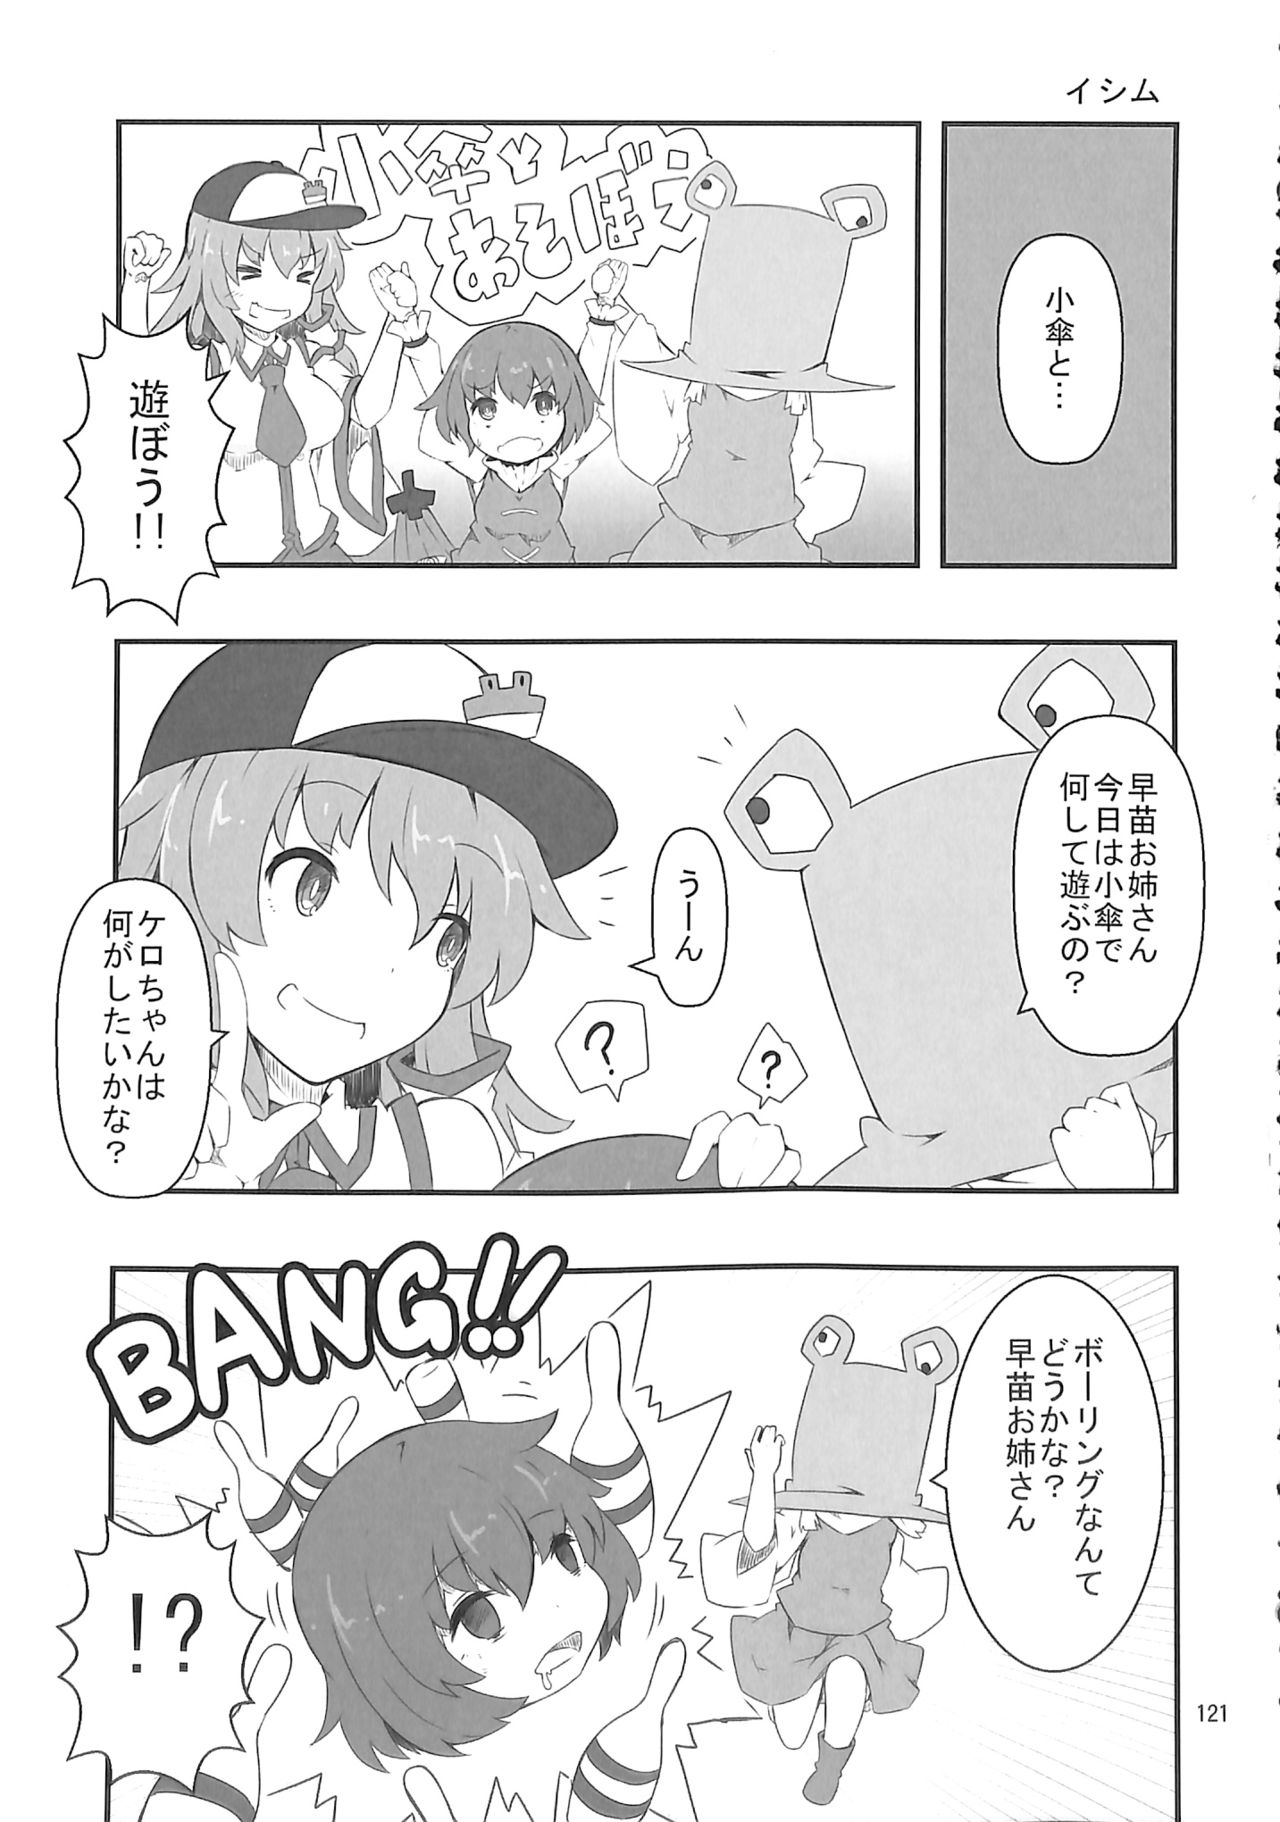 イシム
小傘と…
小傘と
あそぼう
遊ぼう!!
早苗お姉さん
今日は小傘で
何して遊ぶの？
うーん
?
?
ケロちゃんは
何がしたいかな？
ボーリングなんて
どうかな？
早苗お姉さん
BANG!!
!?
121